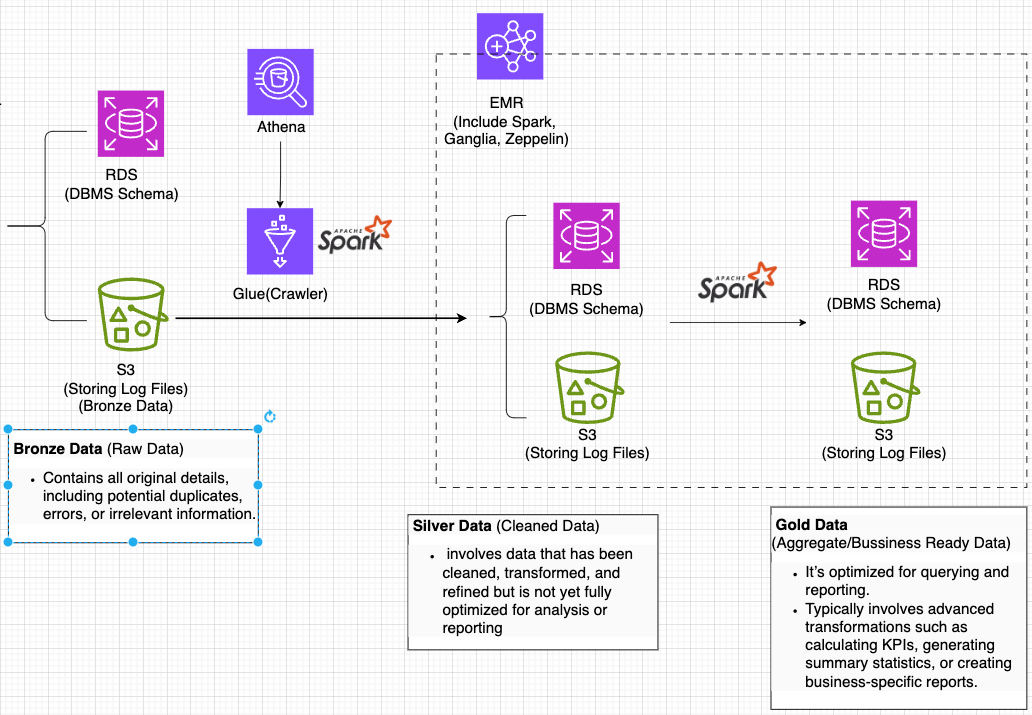 EMR
(Include Spark,
Ganglia, Zeppelin)
Athena
RDS
(DBMS Schema)
APACHE
Spark
Glue(Crawler)
S3
(Storing Log Files)
(Bronze Data)
RDS
(DBMS Schema)
S3
(Storing Log Files)
APACHE
Spark
RDS
(DBMS Schema)
S3
(Storing Log Files)
Bronze Data (Raw Data)
• Contains all original details,
including potential duplicates,
errors, or irrelevant information.
Silver Data (Cleaned Data)
• involves data that has been
cleaned, transformed, and
refined but is not yet fully
optimized for analysis or
reporting
Gold Data
(Aggregate/Bussiness Ready Data)
• It's optimized for querying and
reporting.
• Typically involves advanced
transformations such as
calculating KPIs, generating
summary statistics, or creating
business-specific reports.